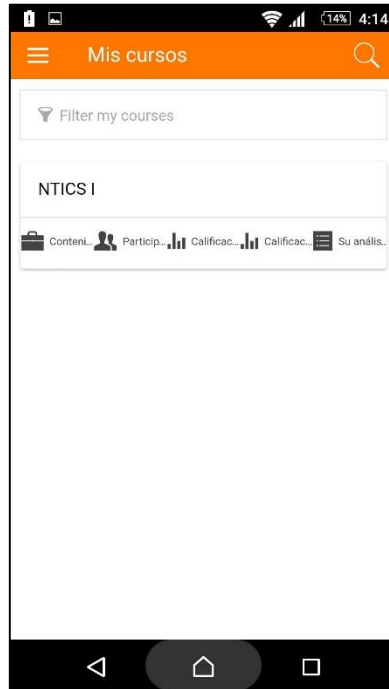 14% 4:14
Mis cursos
Filter my courses
NTICS I
Conteni... Particip... Calificac... Calificac... Su anális..